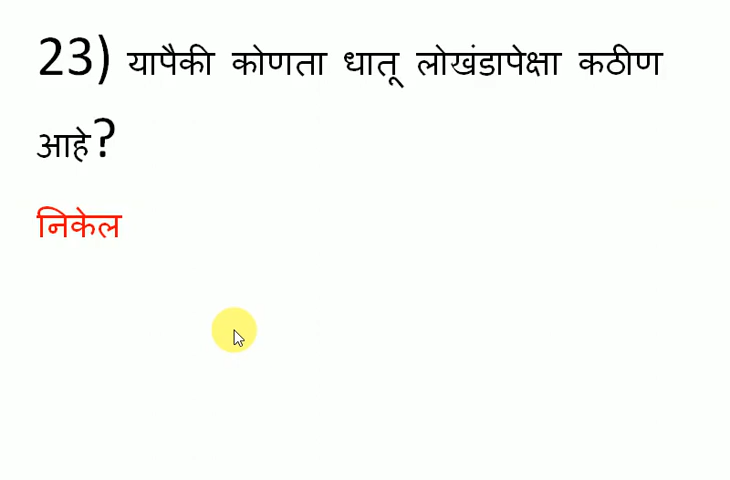 23) यापैकी कोणता धातू लोखंडापेक्षा कठीण
आहे?
निकेल